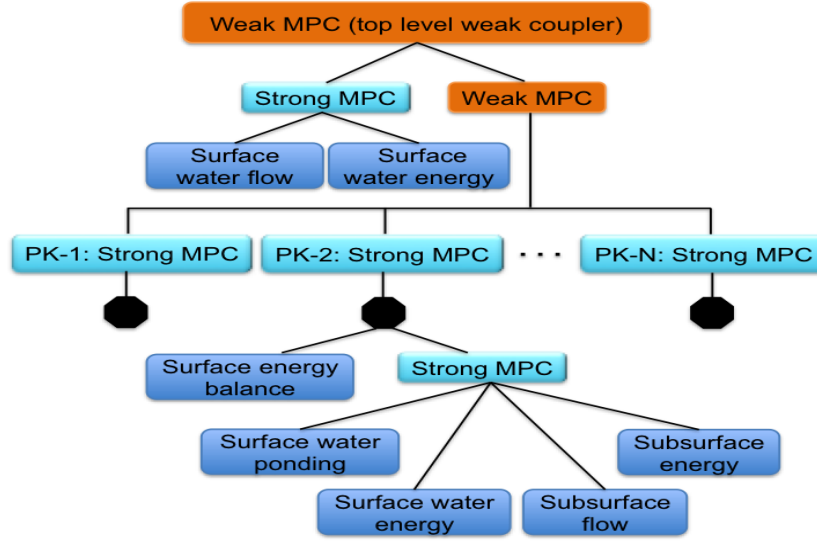 Weak MPC (top level weak coupler)
Strong MPC
Weak MPC
Surface
water flow
Surface
water energy
PK-1: Strong MPC
PK-2: Strong MPC
. . .
PK-N: Strong MPC
Surface energy
balance
Strong MPC
Surface water
ponding
Subsurface
energy
Surface water
energy
Subsurface
flow